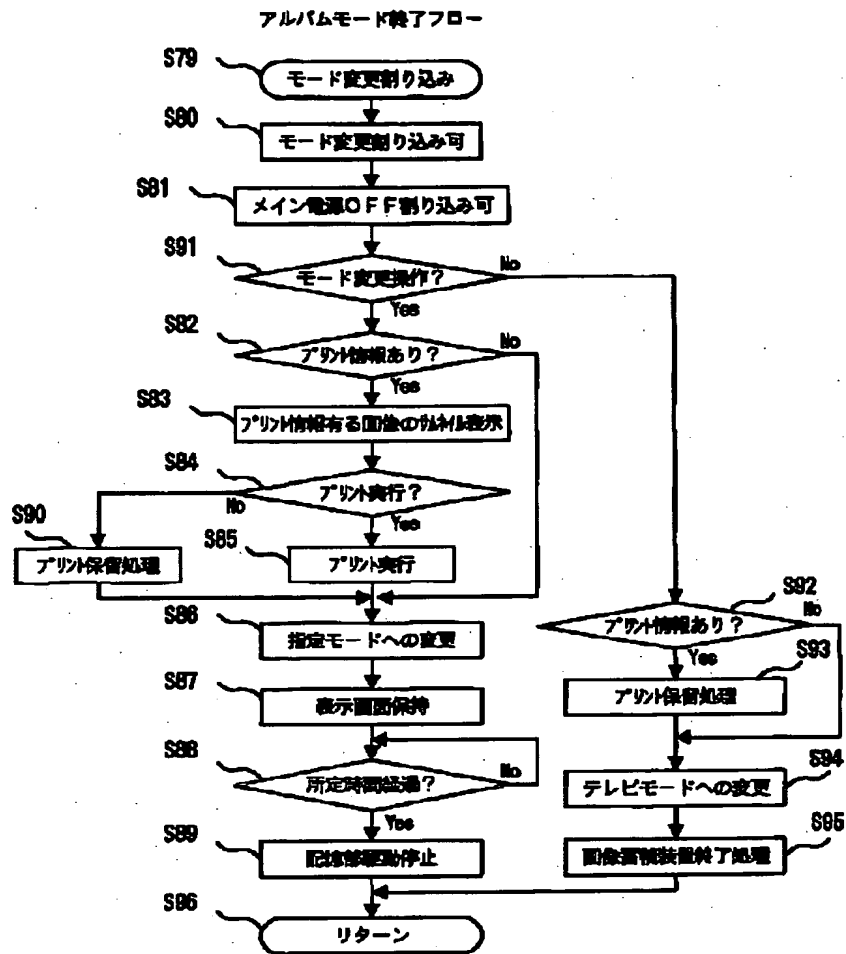 アルバムモード終了フロー
S79
モード変更割り込み
S80
モード変更割り込み可
S81
メイン電源OFF割り込み可
S91
モード変更操作?
No
Yes
S82
プリント情報あり?
No
Yes
S83
プリント情報有る画像のサムネイル表示
S84
プリント実行?
No
Yes
S90
プリント保留処理
S85
プリント実行
S86
指定モードへの変更
S87
表示画面保持
S88
所定時間経過?
No
Yes
S89
記憶部駆動停止
S92
プリント情報あり?
No
Yes
S93
プリント保留処理
S94
テレビモードへの変更
S95
画像蓄積装置終了処理
S96
リターン